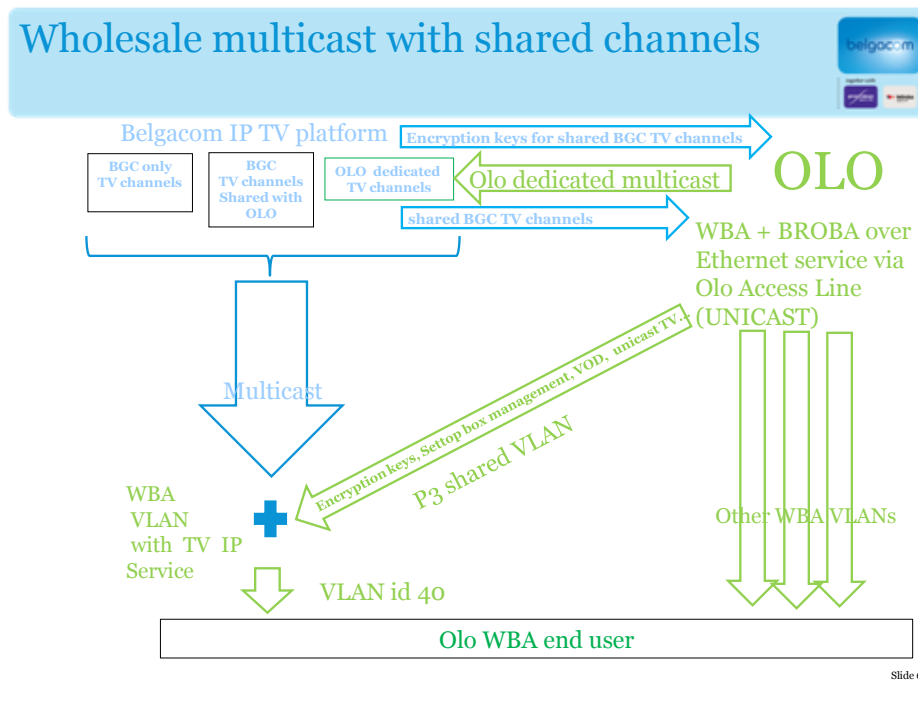 Wholesale multicast with shared channels
belgacom
Belgacom IP TV platform
Encryption keys for shared BGC TV channels
BGC only
TV channels
BGC
TV channels
Shared with
OLO
OLO dedicated
TV channels
Olo dedicated multicast
OLO
shared BGC TV channels
WBA + BROBA over
Ethernet service via
Olo Access Line
(UNICAST)
Multicast
Encryption keys, Settop box management, VOD, unicast TV...
P3 shared VLAN
WBA
VLAN
with TV IP
Service
Other WBA VLANs
VLAN id 40
Olo WBA end user
Slide